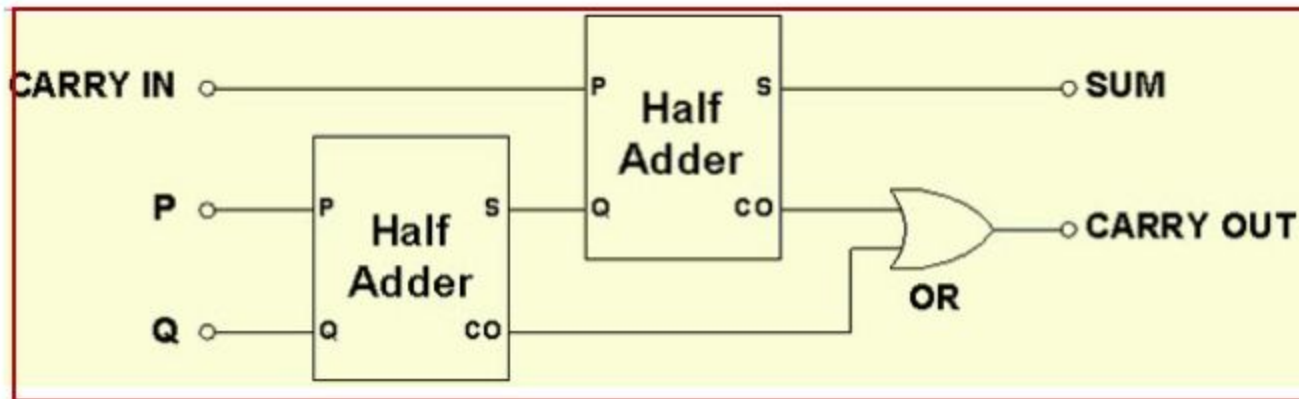 CARRY IN
P
Half
Adder
S
SUM
Q
CO
P
P
Half
Adder
S
Q
Q
CO
OR
CARRY OUT